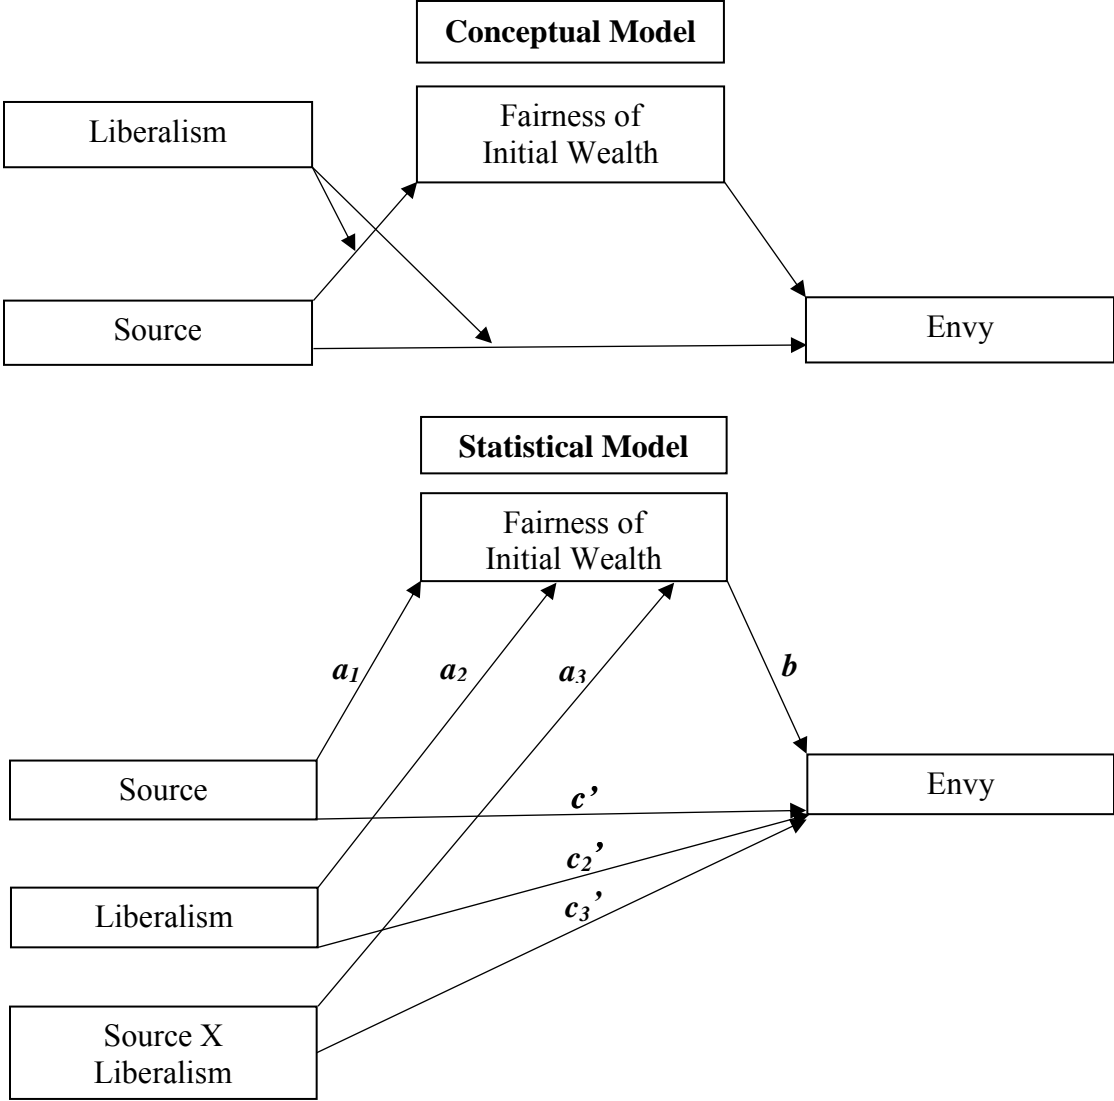 Conceptual Model
Liberalism
Fairness of
Initial Wealth
Source
Envy
Statistical Model
Fairness of
Initial Wealth
a1
a2
a3
b
Source
c’
Envy
c2’
Liberalism
c3’
Source X
Liberalism